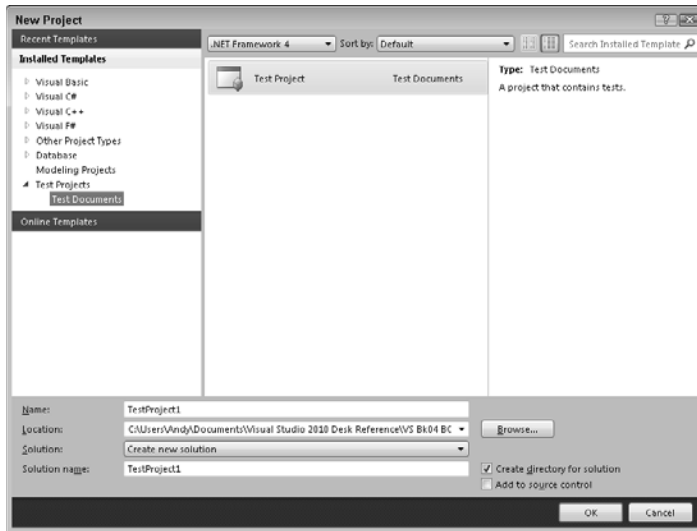 New Project
Recent Templates
.NET Framework 4
Sort by: Default
Search Installed Template
Installed Templates
Visual Basic
Visual C#
Visual C++
Visual F#
Other Project Types
Database
Modeling Projects
Test Projects
Test Documents
Online Templates
Test Project Test Documents
Type: Test Documents
A project that contains tests.
Name: TestProject1
Location: C:\Users\Andy\Documents\Visual Studio 2010 Desk Reference\VS Bk04 BC
Browse...
Solution: Create new solution
Solution name: TestProject1
Create directory for solution
Add to source control
OK Cancel